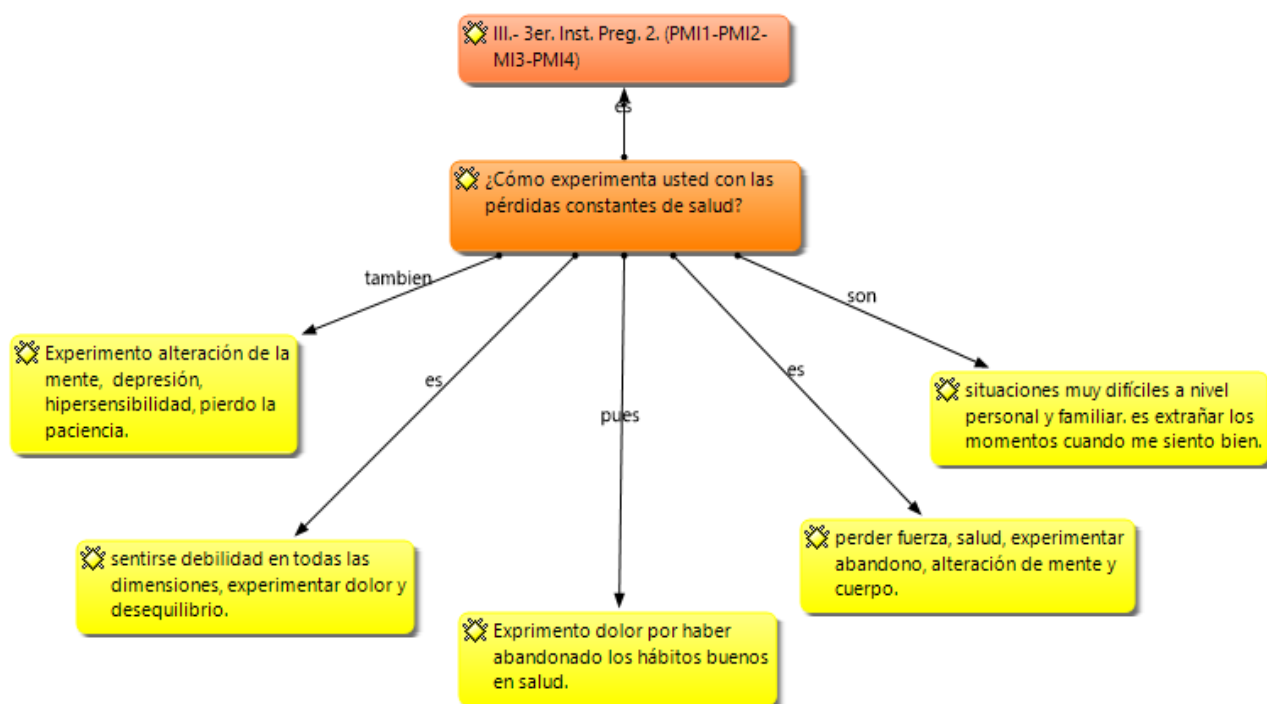 III.- 3er. Inst. Preg. 2. (PMI1-PMI2-
MI3-PMI4)
es
¿Cómo experimenta usted con las
pérdidas constantes de salud?
tambien
es
pues
es
son
Experimento alteración de la
mente, depresión,
hipersensibilidad, pierdo la
paciencia.
situaciones muy difíciles a nivel
personal y familiar. es extrañar los
momentos cuando me siento bien.
sentirse debilidad en todas las
dimensiones, experimentar dolor y
desequilibrio.
perder fuerza, salud, experimentar
abandono, alteración de mente y
cuerpo.
Exprimento dolor por haber
abandonado los hábitos buenos
en salud.